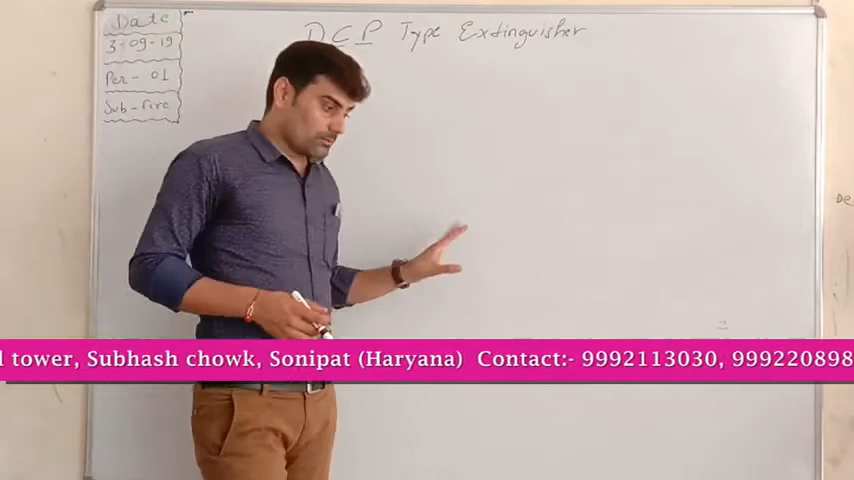 Date
3-09-19
Per- 01
Sub- fire
DCP Type Extinguisher
De
l tower, Subhash chowk, Sonipat (Haryana) Contact:- 9992113030, 999220898